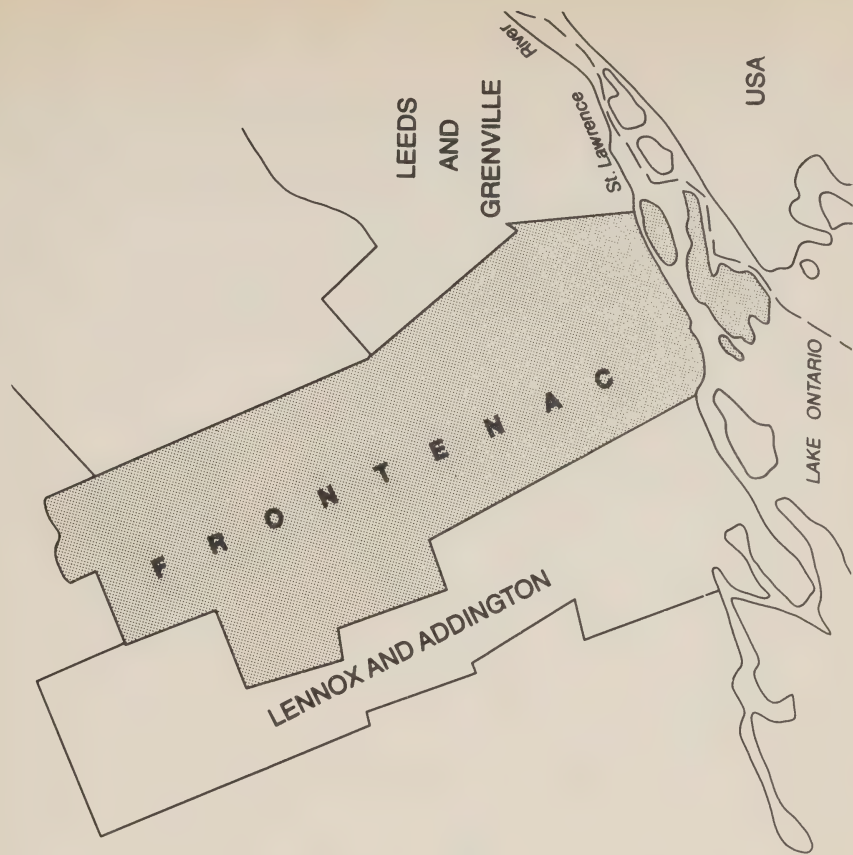 River
St. Lawrence
USA
LEEDS
AND
GRENVILLE
FRONTENAC
LAKE ONTARIO
LENNOX AND ADDINGTON